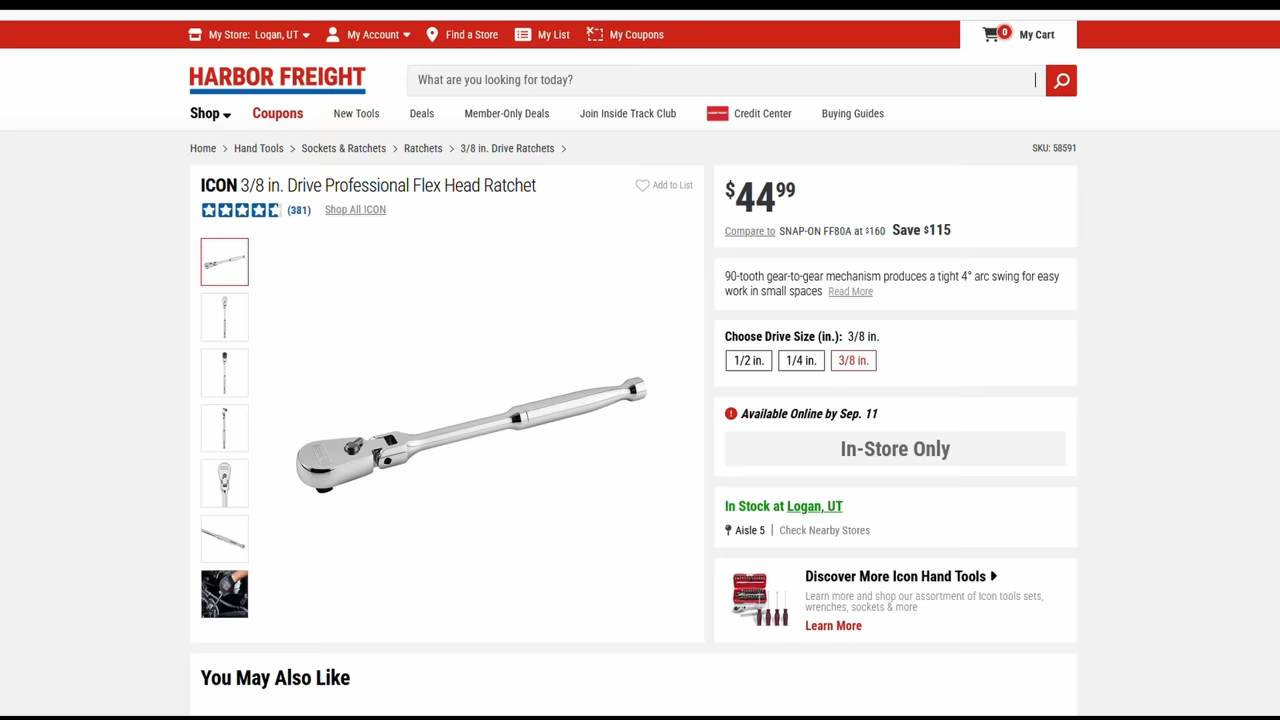 My Store: Logan, UT
My Account
Find a Store
My List
My Coupons
0
My Cart
HARBOR FREIGHT
What are you looking for today?
Shop
Coupons
New Tools
Deals
Member-Only Deals
Join Inside Track Club
Credit Center
Buying Guides
Home > Hand Tools > Sockets & Ratchets > Ratchets > 3/8 in. Drive Ratchets >
SKU: 58591
ICON 3/8 in. Drive Professional Flex Head Ratchet
Add to List
(381)
Shop All ICON
$4499
Compare to SNAP-ON FF80A at $160 Save $115
90-tooth gear-to-gear mechanism produces a tight 4° arc swing for easy
work in small spaces Read More
Choose Drive Size (in.): 3/8 in.
1/2 in.
1/4 in.
3/8 in.
Available Online by Sep. 11
In-Store Only
In Stock at Logan, UT
Aisle 5 | Check Nearby Stores
Discover More Icon Hand Tools
Learn more and shop our assortment of Icon tools sets,
wrenches, sockets & more
Learn More
You May Also Like